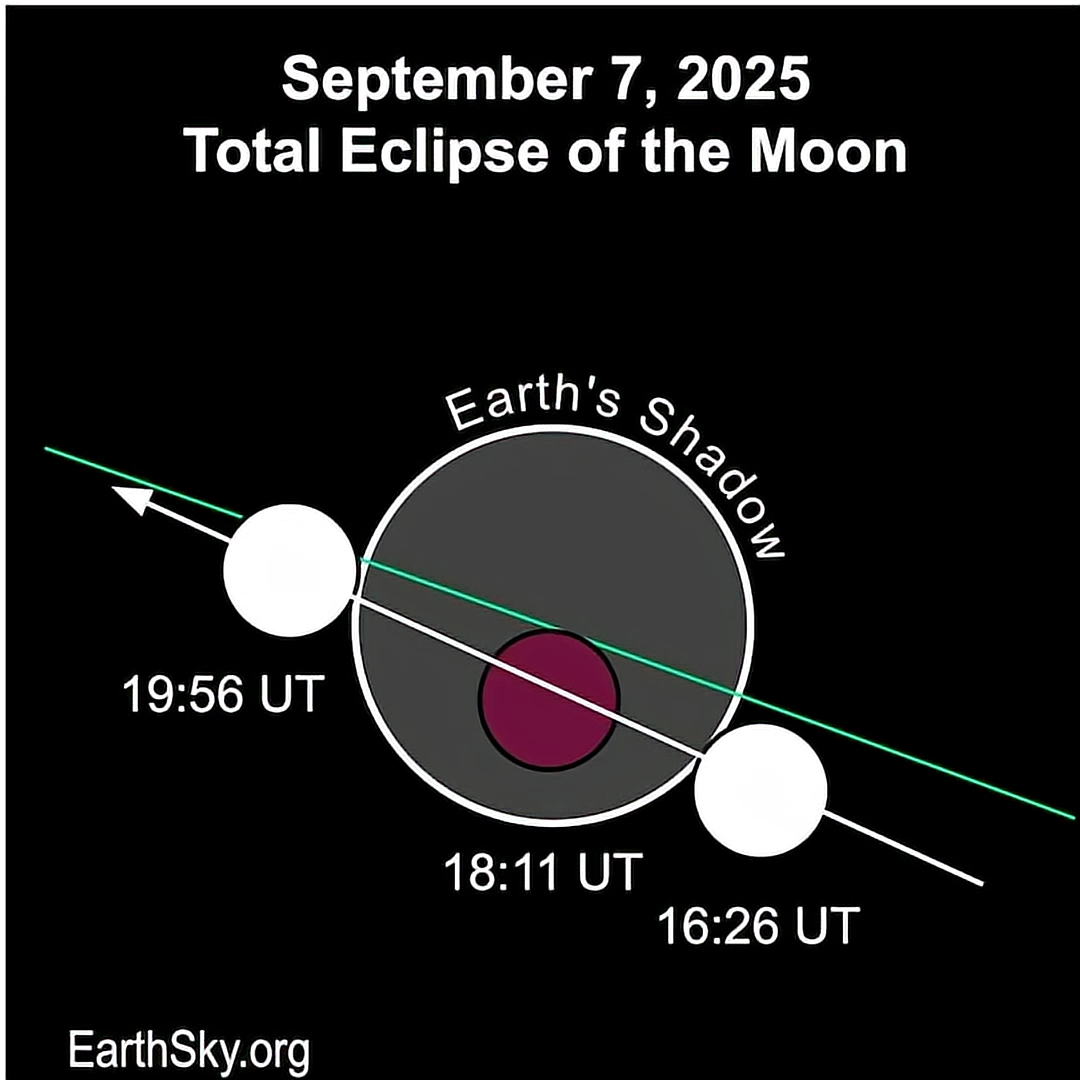 September 7, 2025
Total Eclipse of the Moon
Earth's Shadow
19:56 UT
18:11 UT
16:26 UT
EarthSky.org